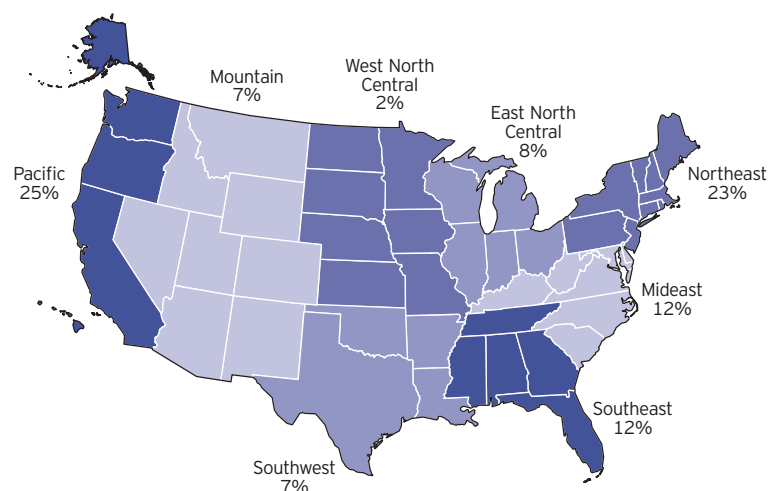 Mountain
7%
West North
Central
2%
East North
Central
8%
Pacific
25%
Northeast
23%
Mideast
12%
Southeast
12%
Southwest
7%